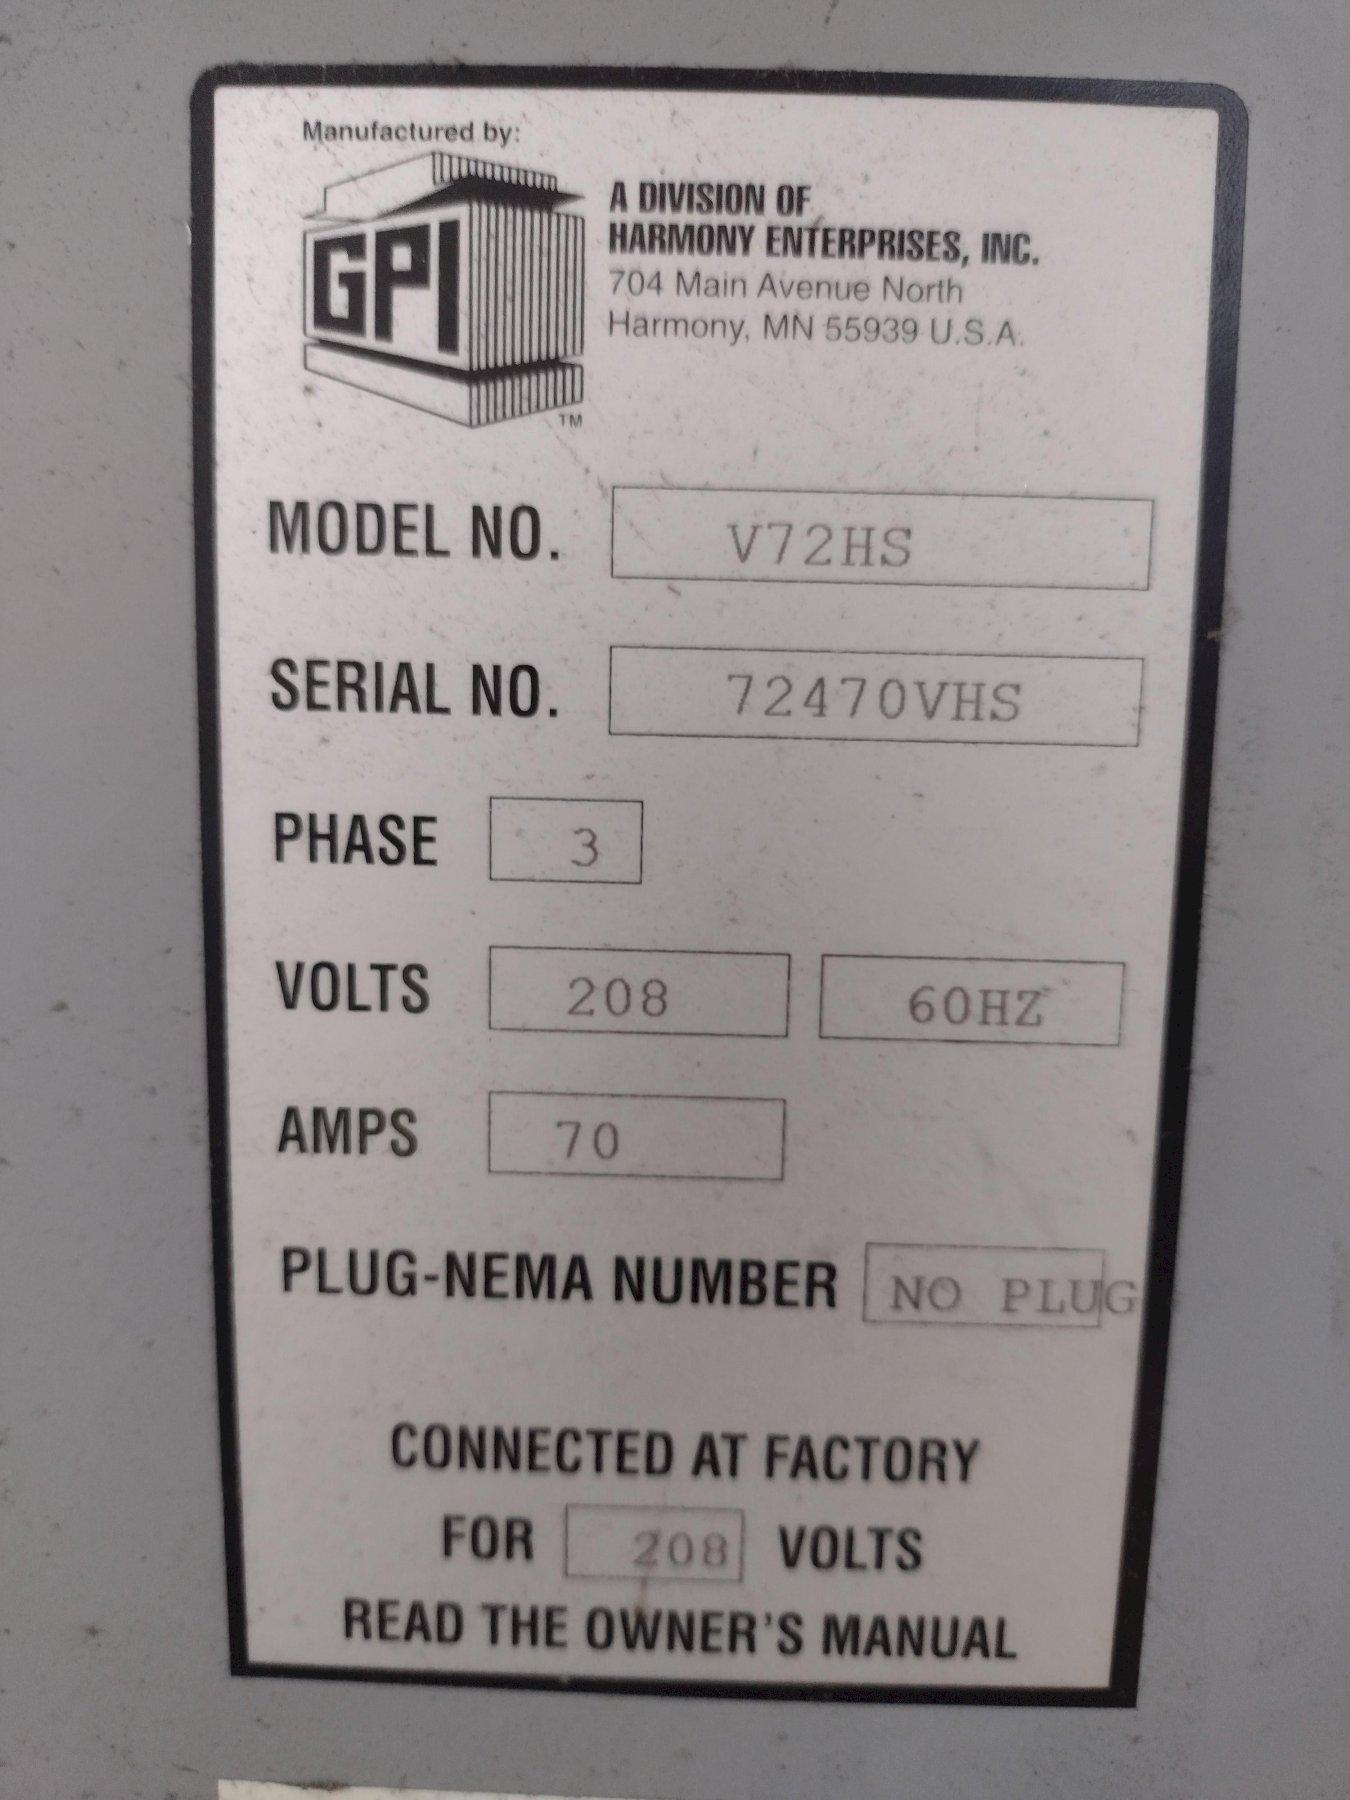 Manufactured by:
GPI
TM
A DIVISION OF
HARMONY ENTERPRISES, INC.
704 Main Avenue North
Harmony, MN 55939 U.S.A.
MODEL NO. V72HS
SERIAL NO. 72470VHS
PHASE 3
VOLTS 208 60HZ
AMPS 70
PLUG-NEMA NUMBER NO PLUG
CONNECTED AT FACTORY
FOR 208 VOLTS
READ THE OWNER'S MANUAL